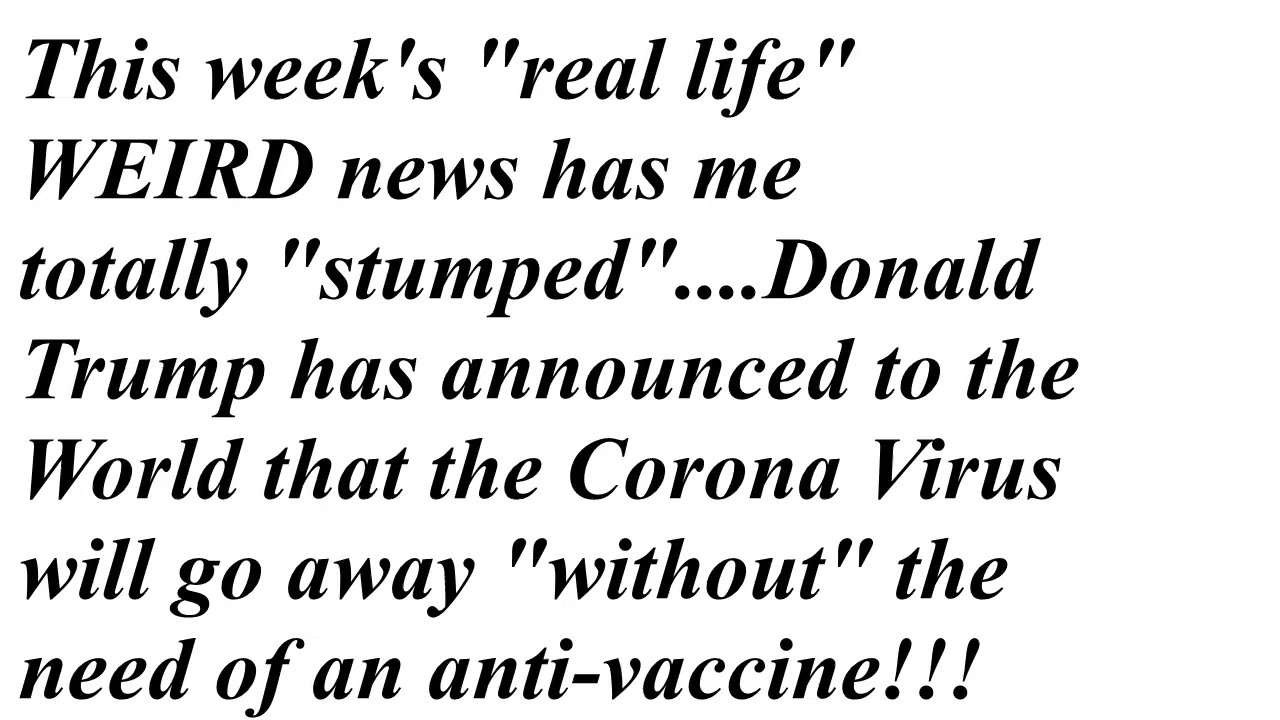 This week's "real life"
WEIRD news has me
totally "stumped"....Donald
Trump has announced to the
World that the Corona Virus
will go away "without" the
need of an anti-vaccine!!!